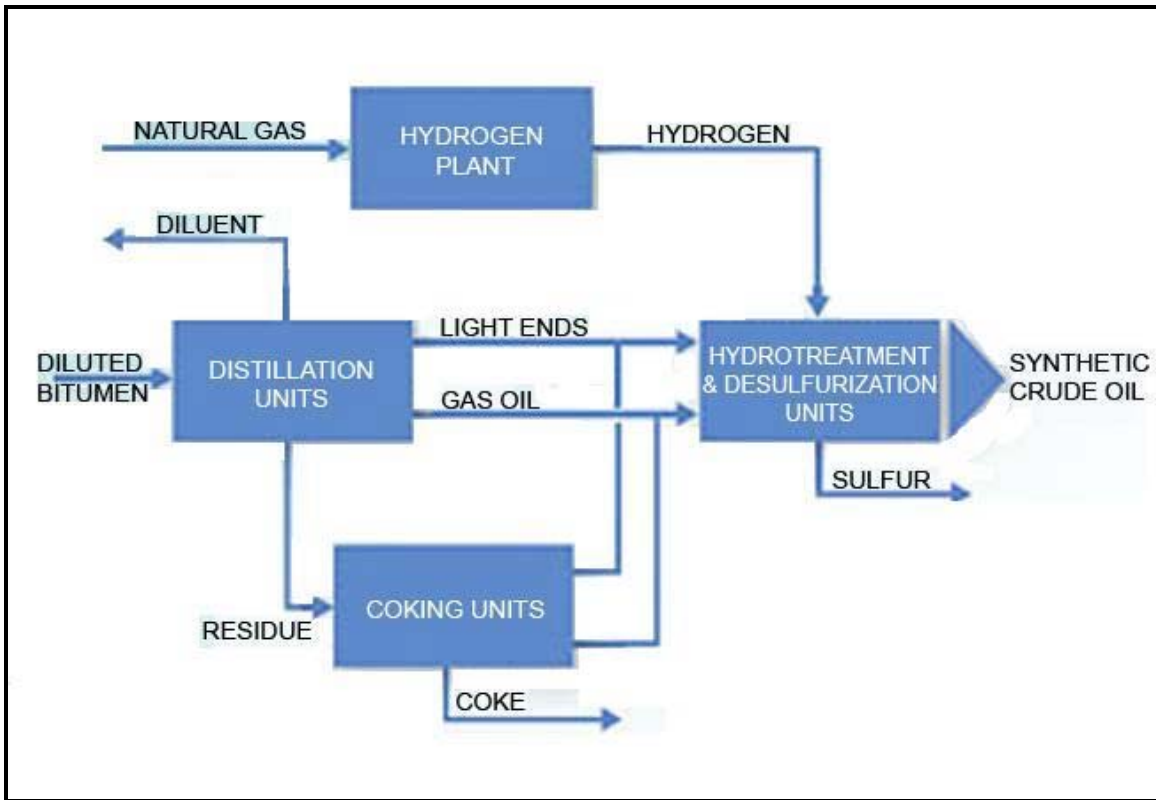 NATURAL GAS
HYDROGEN
PLANT
HYDROGEN
DILUENT
DILUTED
BITUMEN
DISTILLATION
UNITS
LIGHT ENDS
GAS OIL
HYDROTREATMENT
& DESULFURIZATION
UNITS
SYNTHETIC
CRUDE OIL
SULFUR
RESIDUE
COKING UNITS
COKE